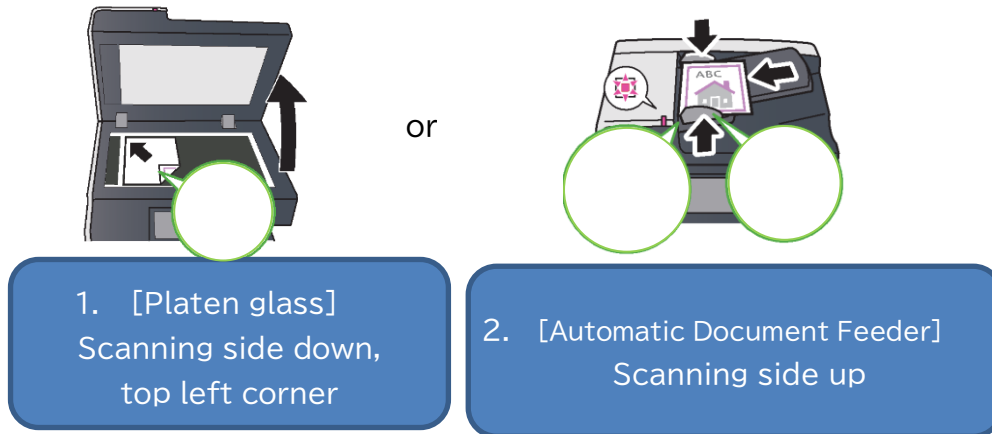 ABC
or
1. [Platen glass]
Scanning side down,
top left corner
2. [Automatic Document Feeder]
Scanning side up